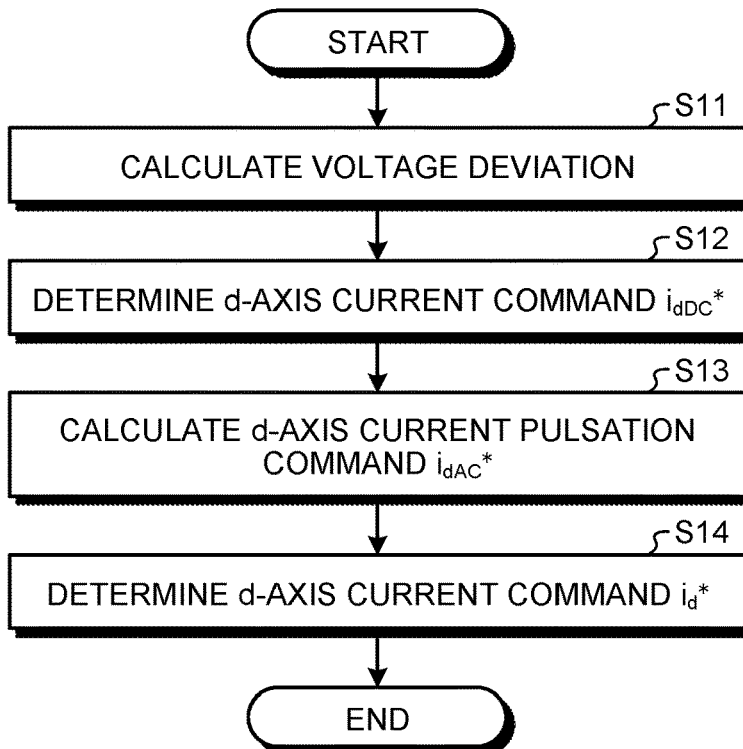 START
S11
CALCULATE VOLTAGE DEVIATION
S12
DETERMINE d-AXIS CURRENT COMMAND idDC*
S13
CALCULATE d-AXIS CURRENT PULSATION
COMMAND idAC*
S14
DETERMINE d-AXIS CURRENT COMMAND id*
END